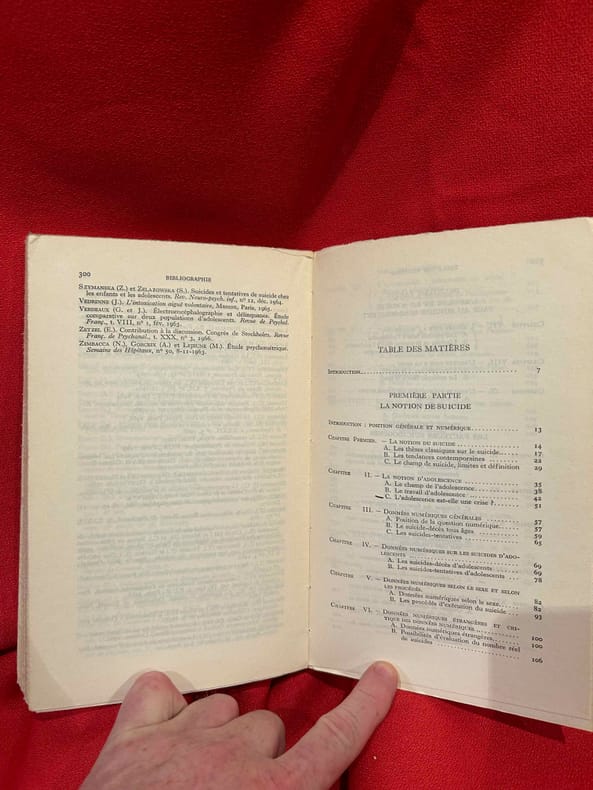 300
BIBLIOGRAPHIE
SZYMANSKA (Z.) et ZELAZOWSKA (S.). Suicides et tentatives de suicide chez
les enfants et les adolescents. Rev. Neuro-psych. inf., n° 12, déc. 1964.
VEDRENNE (J.). L'intoxication aiguë volontaire, Masson, Paris, 1965.
VERDEAUX (G. et J.). Électroencéphalographie et délinquance. Étude
comparative sur deux populations d'adolescents. Revue de Psychol.
Franç., t. VIII, n° 1, fév. 1963.
ZETZEL (E.). Contribution à la discussion. Congrès de Stockholm. Revue
Franç. de Psychanal., t. XXX, n° 3, 1966.
ZIMBACCA (N.), GORCEIX (A.) et LEJEUNE (M.). Étude psychométrique.
Semaine des Hôpitaux, n° 50, 8-11-1963.
TABLE DES MATIÈRES
INTRODUCTION 7
PREMIÈRE PARTIE
LA NOTION DE SUICIDE
INTRODUCTION : POSITION GÉNÉRALE ET NUMÉRIQUE 13
CHAPITRE PREMIER. — LA NOTION DU SUICIDE 14
A. Les thèses classiques sur le suicide 17
B. Les tendances contemporaines 22
C. Le champ de suicide, limites et définition 29
CHAPITRE II. — LA NOTION D'ADOLESCENCE 35
A. Le champ de l'adolescence 38
B. Le travail d'adolescence 42
C. L'adolescence est-elle une crise ? 51
CHAPITRE III. — DONNÉES NUMÉRIQUES GÉNÉRALES 57
A. Position de la question numérique 57
B. Le suicide-décès tous âges 59
C. Les suicides-tentatives 65
CHAPITRE IV. — DONNÉES NUMÉRIQUES SUR LES SUICIDES D'ADO-
LESCENTS 69
A. Les suicides-décès d'adolescents 69
B. Les suicides-tentatives d'adolescents 78
CHAPITRE V. — DONNÉES NUMÉRIQUES SELON LE SEXE ET SELON
LES PROCÉDÉS 82
A. Données numériques selon le sexe 82
B. Les procédés d'exécution du suicide 93
CHAPITRE VI. — DONNÉES NUMÉRIQUES ÉTRANGÈRES ET CRI-
TIQUE DES DONNÉES NUMÉRIQUES 100
A. Données numériques étrangères 100
B. Possibilités d'évaluation du nombre réel
de suicides 106